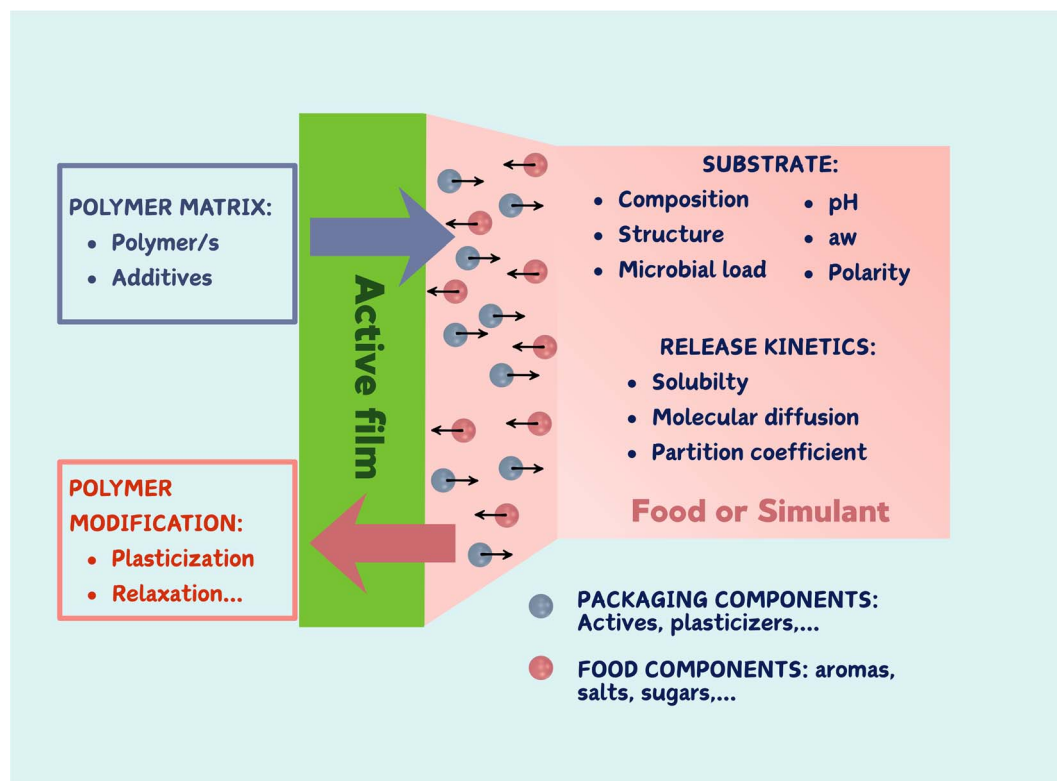 POLYMER MATRIX:
• Polymer/s
• Additives
POLYMER
MODIFICATION:
• Plasticization
• Relaxation...
Active film
SUBSTRATE:
• Composition
• Structure
• Microbial load
• pH
• aw
• Polarity
RELEASE KINETICS:
• Solubilty
• Molecular diffusion
• Partition coefficient
Food or Simulant
PACKAGING COMPONENTS:
Actives, plasticizers,...
FOOD COMPONENTS: aromas,
salts, sugars,...